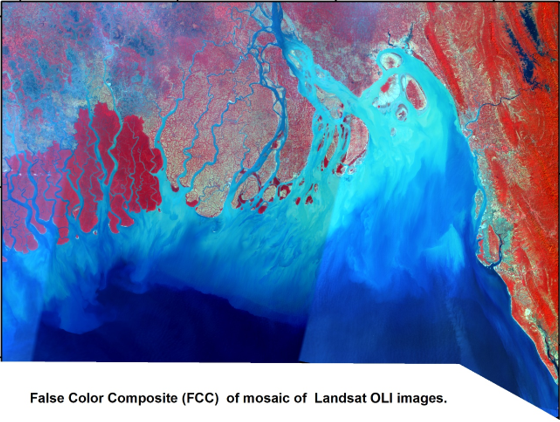 False Color Composite (FCC)  of mosaic of  Landsat OLI images.